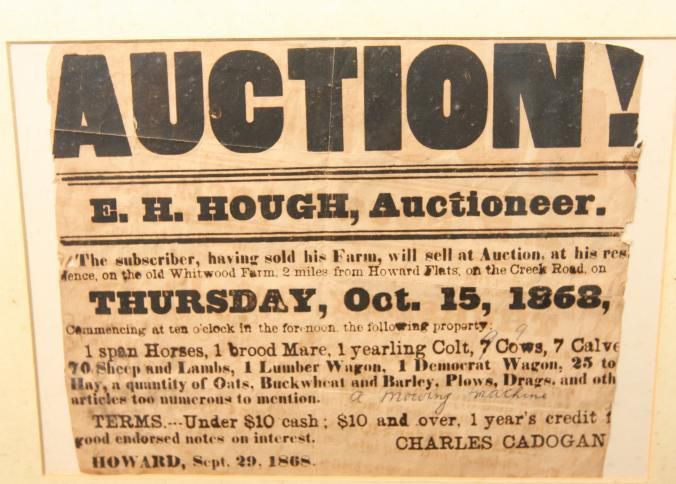 AUCTION!
E. H. HOUGH, Auctioneer.
The subscriber, having sold his Farm, will sell at Auction, at his res
dence, on the old Whitwood Farm, 2 miles from Howard Flats, on the Creek Road, on
THURSDAY, Oct. 15, 1868,
Commencing at ten o'clock in the forenoon, the following property:
9
1 span Horses, 1 brood Mare, 1 yearling Colt, 7 Cows, 7 Calve
70 Sheep and Lambs, 1 Lumber Wagon, 1 Democrat Wagon, 25 to
Hay, a quantity of Oats, Buckwheat and Barley, Plows, Drags, and oth
articles too numerous to mention. a mowing machine
TERMS.---Under $10 cash; $10 and over, 1 year's credit f
good endorsed notes on interest. CHARLES CADOGAN
HOWARD, Sept. 29, 1868.